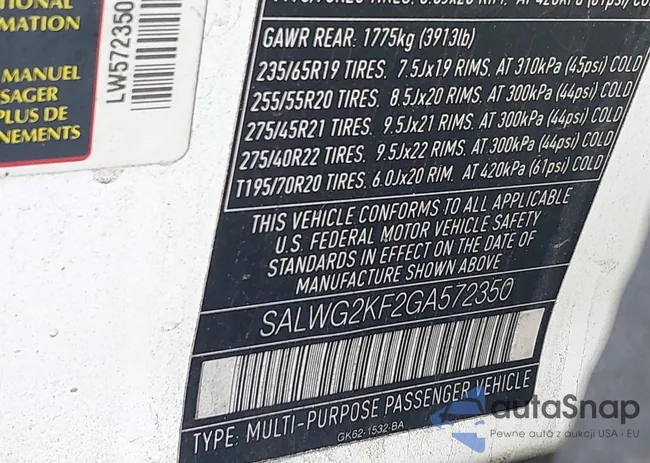 TIONAL
MATION
MANUEL
SSAGER
PLUS DE
NEMENTS
LW572350
GAWR REAR: 1775kg (3913lb)
235/65R19 TIRES. 7.5Jx19 RIMS. AT 310kPa (45psi) COLD
255/55R20 TIRES. 8.5Jx20 RIMS. AT 300kPa (44psi) COLD
275/45R21 TIRES. 9.5Jx21 RIMS. AT 300kPa (44psi) COLD
275/40R22 TIRES. 9.5Jx22 RIMS. AT 300kPa (44psi) COLD
T195/70R20 TIRES. 6.0Jx20 RIM. AT 420kPa (61psi) COLD
THIS VEHICLE CONFORMS TO ALL APPLICABLE
U.S. FEDERAL MOTOR VEHICLE SAFETY
STANDARDS IN EFFECT ON THE DATE OF
MANUFACTURE SHOWN ABOVE
SALWG2KF2GA572350
TYPE: MULTI-PURPOSE PASSENGER VEHICLE
GK62-1532-BA
autoSnap
Pewne auta z aukcji USA · EU